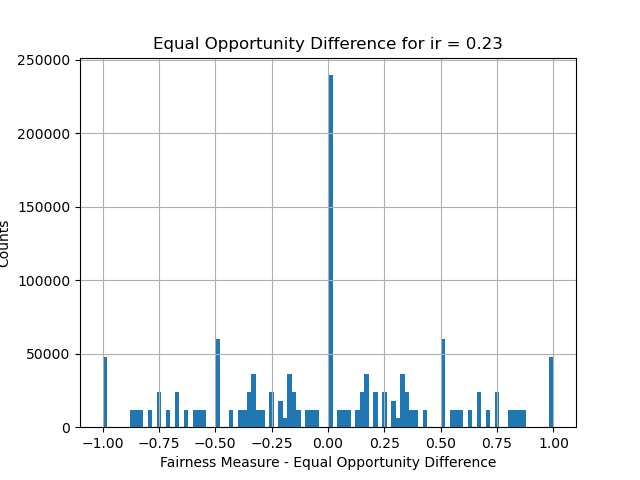 Equal Opportunity Difference for ir = 0.23
250000
200000
150000
100000
50000
0
Counts
−1.00 −0.75 −0.50 −0.25 0.00 0.25 0.50 0.75 1.00
Fairness Measure - Equal Opportunity Difference